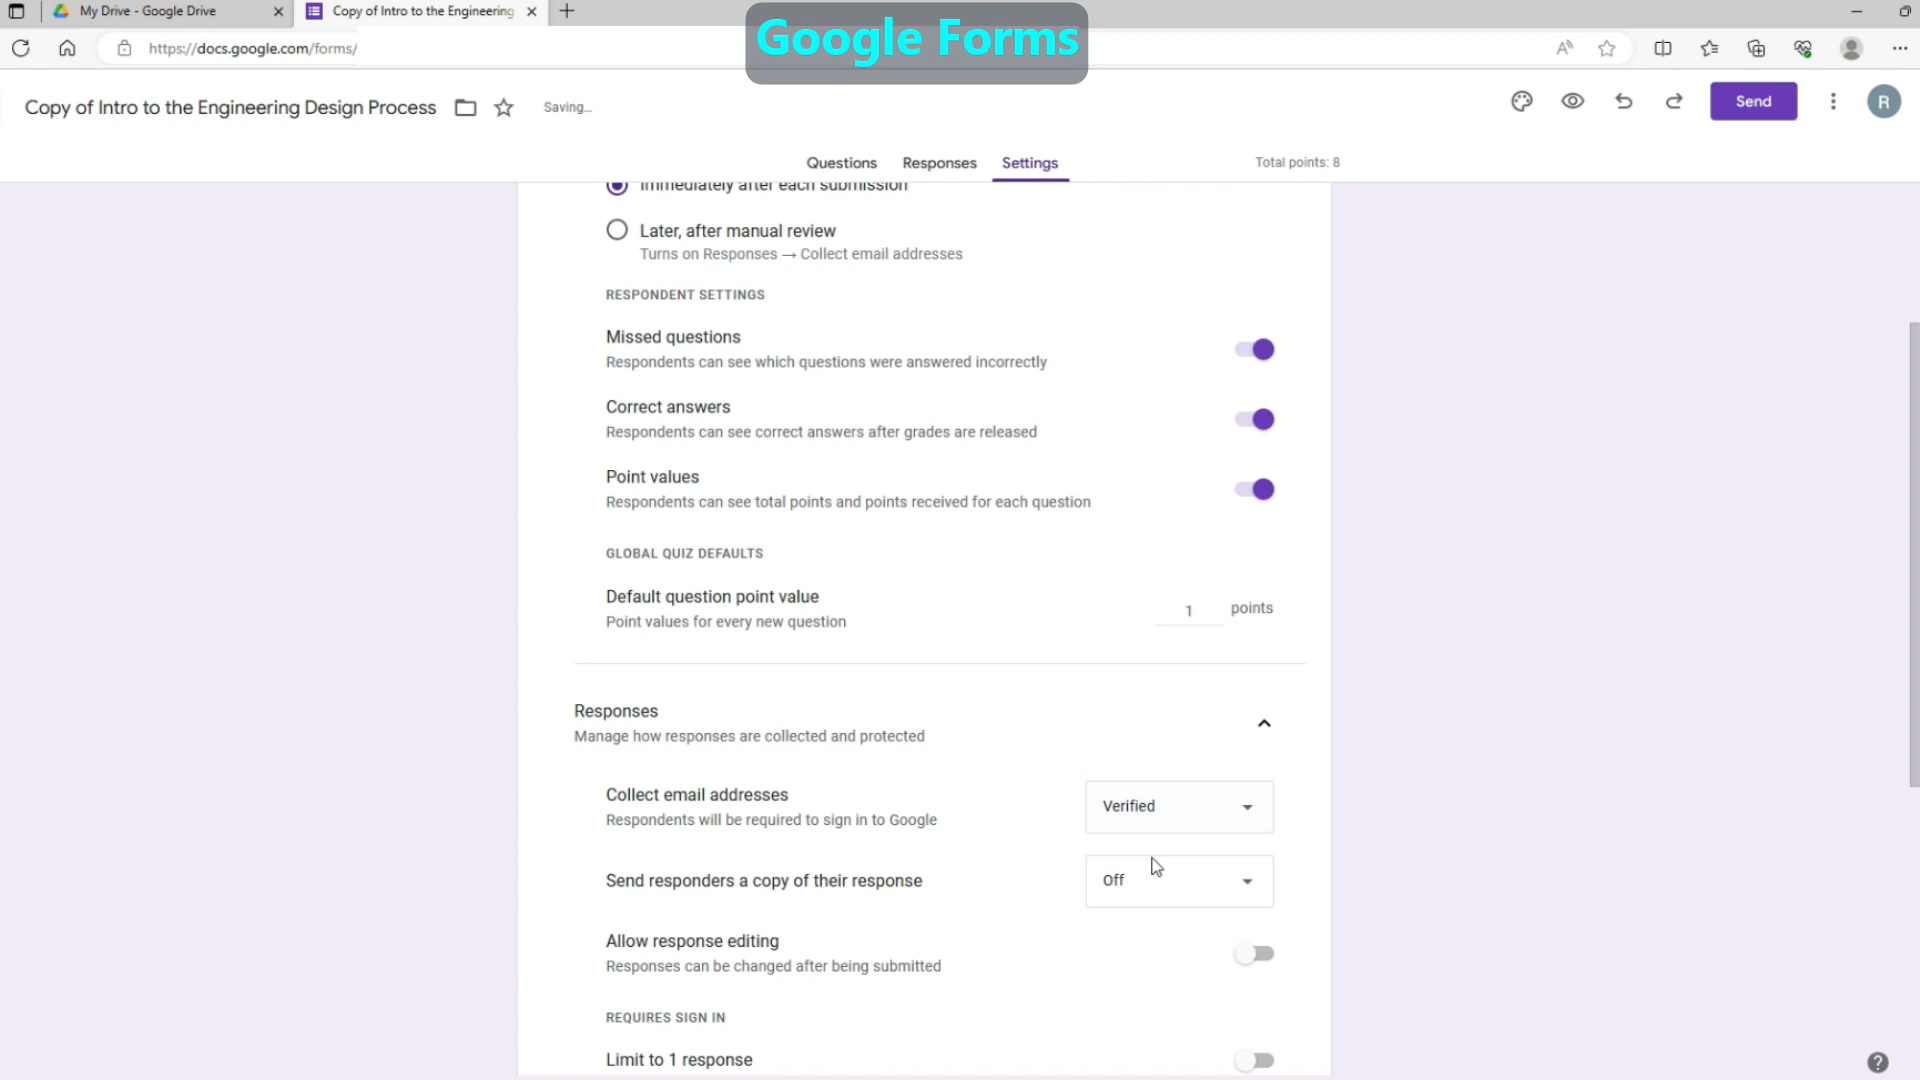 My Drive - Google Drive
Copy of Intro to the Engineering
Google Forms
https://docs.google.com/forms/
Copy of Intro to the Engineering Design Process
Saving...
Send
R
Questions
Responses
Settings
Total points: 8
Immediately after each submission
Later, after manual review
Turns on Responses → Collect email addresses
RESPONDENT SETTINGS
Missed questions
Respondents can see which questions were answered incorrectly
Correct answers
Respondents can see correct answers after grades are released
Point values
Respondents can see total points and points received for each question
GLOBAL QUIZ DEFAULTS
Default question point value
Point values for every new question
1 points
Responses
Manage how responses are collected and protected
Collect email addresses
Respondents will be required to sign in to Google
Verified
Send responders a copy of their response
Off
Allow response editing
Responses can be changed after being submitted
REQUIRES SIGN IN
Limit to 1 response